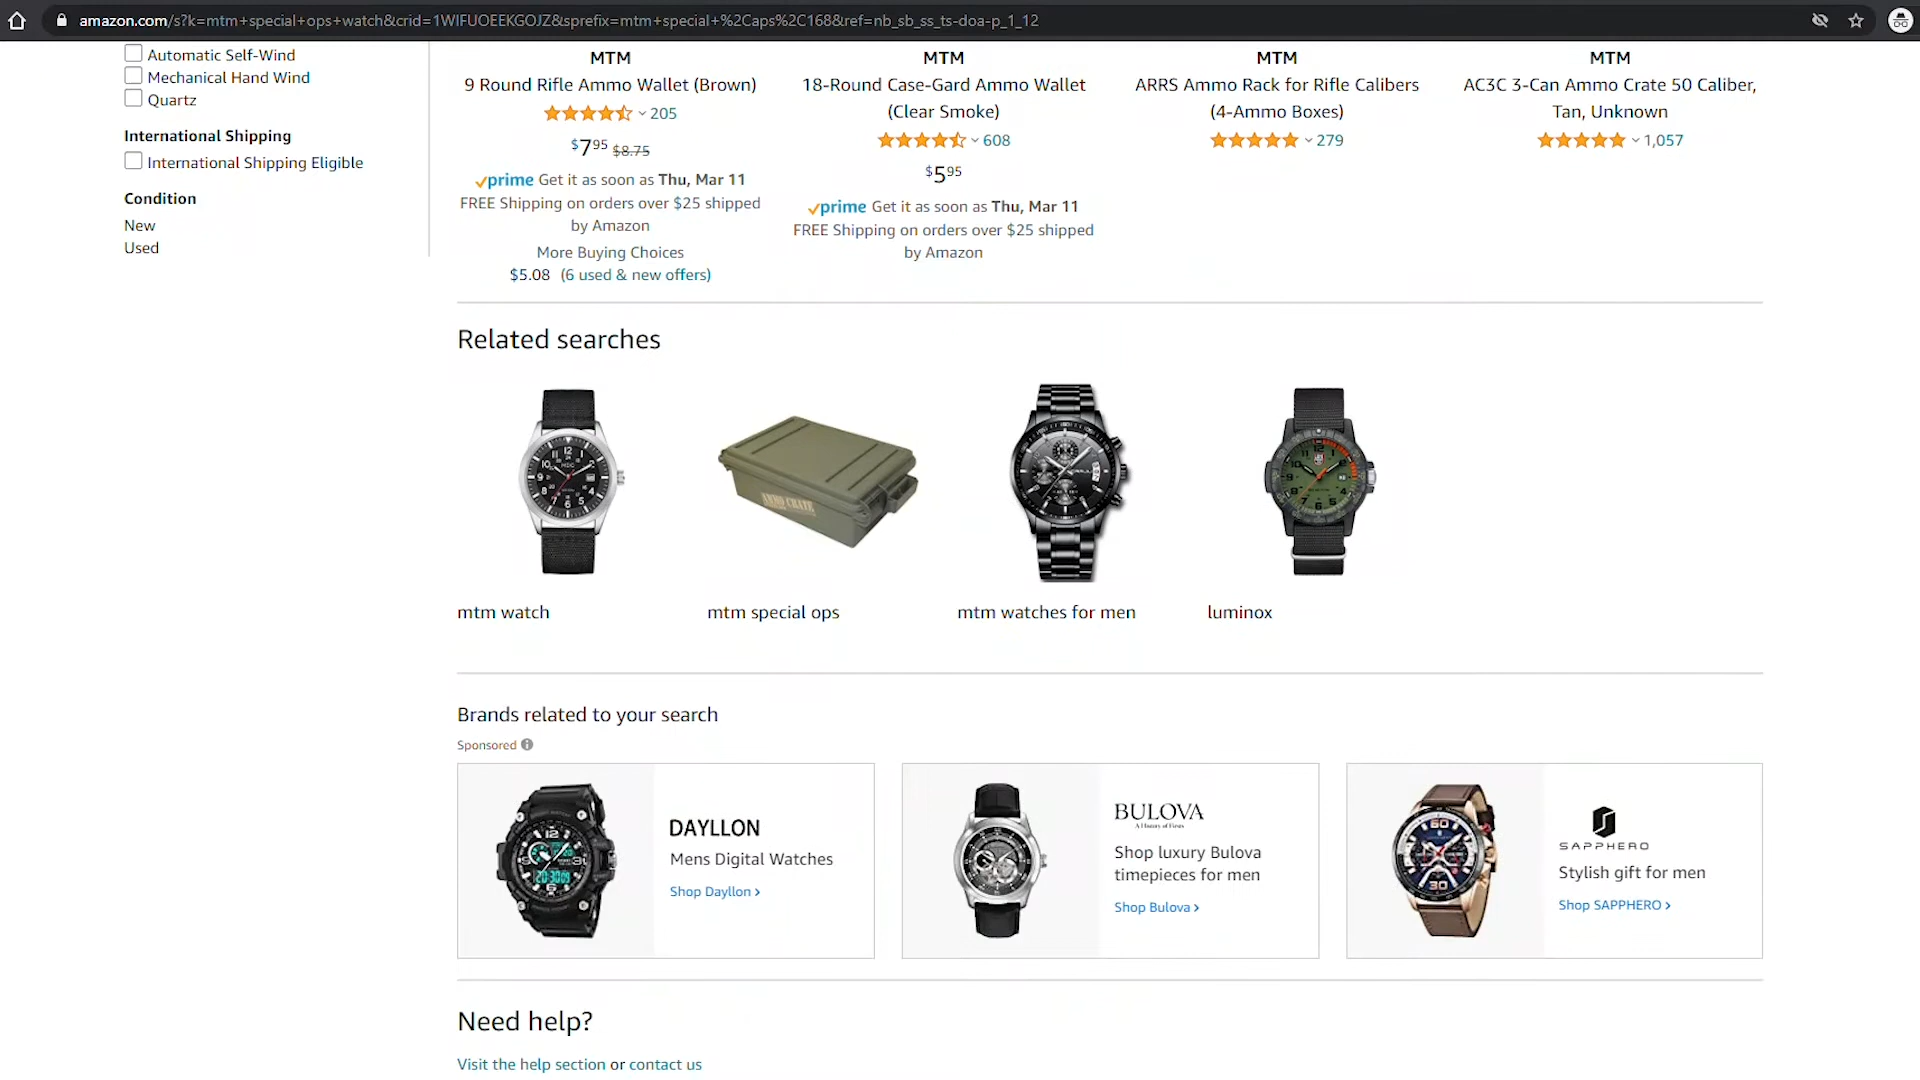 amazon.com/s?k=mtm+special+ops+watch&crid=1WIFUOEEKGOJZ&sprefix=mtm+special+%2Caps%2C168&ref=nb_sb_ss_ts-doa-p_1_12
Automatic Self-Wind
Mechanical Hand Wind
Quartz
International Shipping
International Shipping Eligible
Condition
New
Used
MTM
9 Round Rifle Ammo Wallet (Brown)
205
$795 $8.75
prime Get it as soon as Thu, Mar 11
FREE Shipping on orders over $25 shipped
by Amazon
More Buying Choices
$5.08 (6 used & new offers)
MTM
18-Round Case-Gard Ammo Wallet
(Clear Smoke)
608
$595
prime Get it as soon as Thu, Mar 11
FREE Shipping on orders over $25 shipped
by Amazon
MTM
ARRS Ammo Rack for Rifle Calibers
(4-Ammo Boxes)
279
MTM
AC3C 3-Can Ammo Crate 50 Caliber,
Tan, Unknown
1,057
Related searches
AMMO CRATE
mtm watch
mtm special ops
mtm watches for men
luminox
Brands related to your search
Sponsored
DAYLLON
Mens Digital Watches
Shop Dayllon ›
BULOVA
A History of Firsts
Shop luxury Bulova
timepieces for men
Shop Bulova ›
SAPPHERO
Stylish gift for men
Shop SAPPHERO ›
Need help?
Visit the help section or contact us